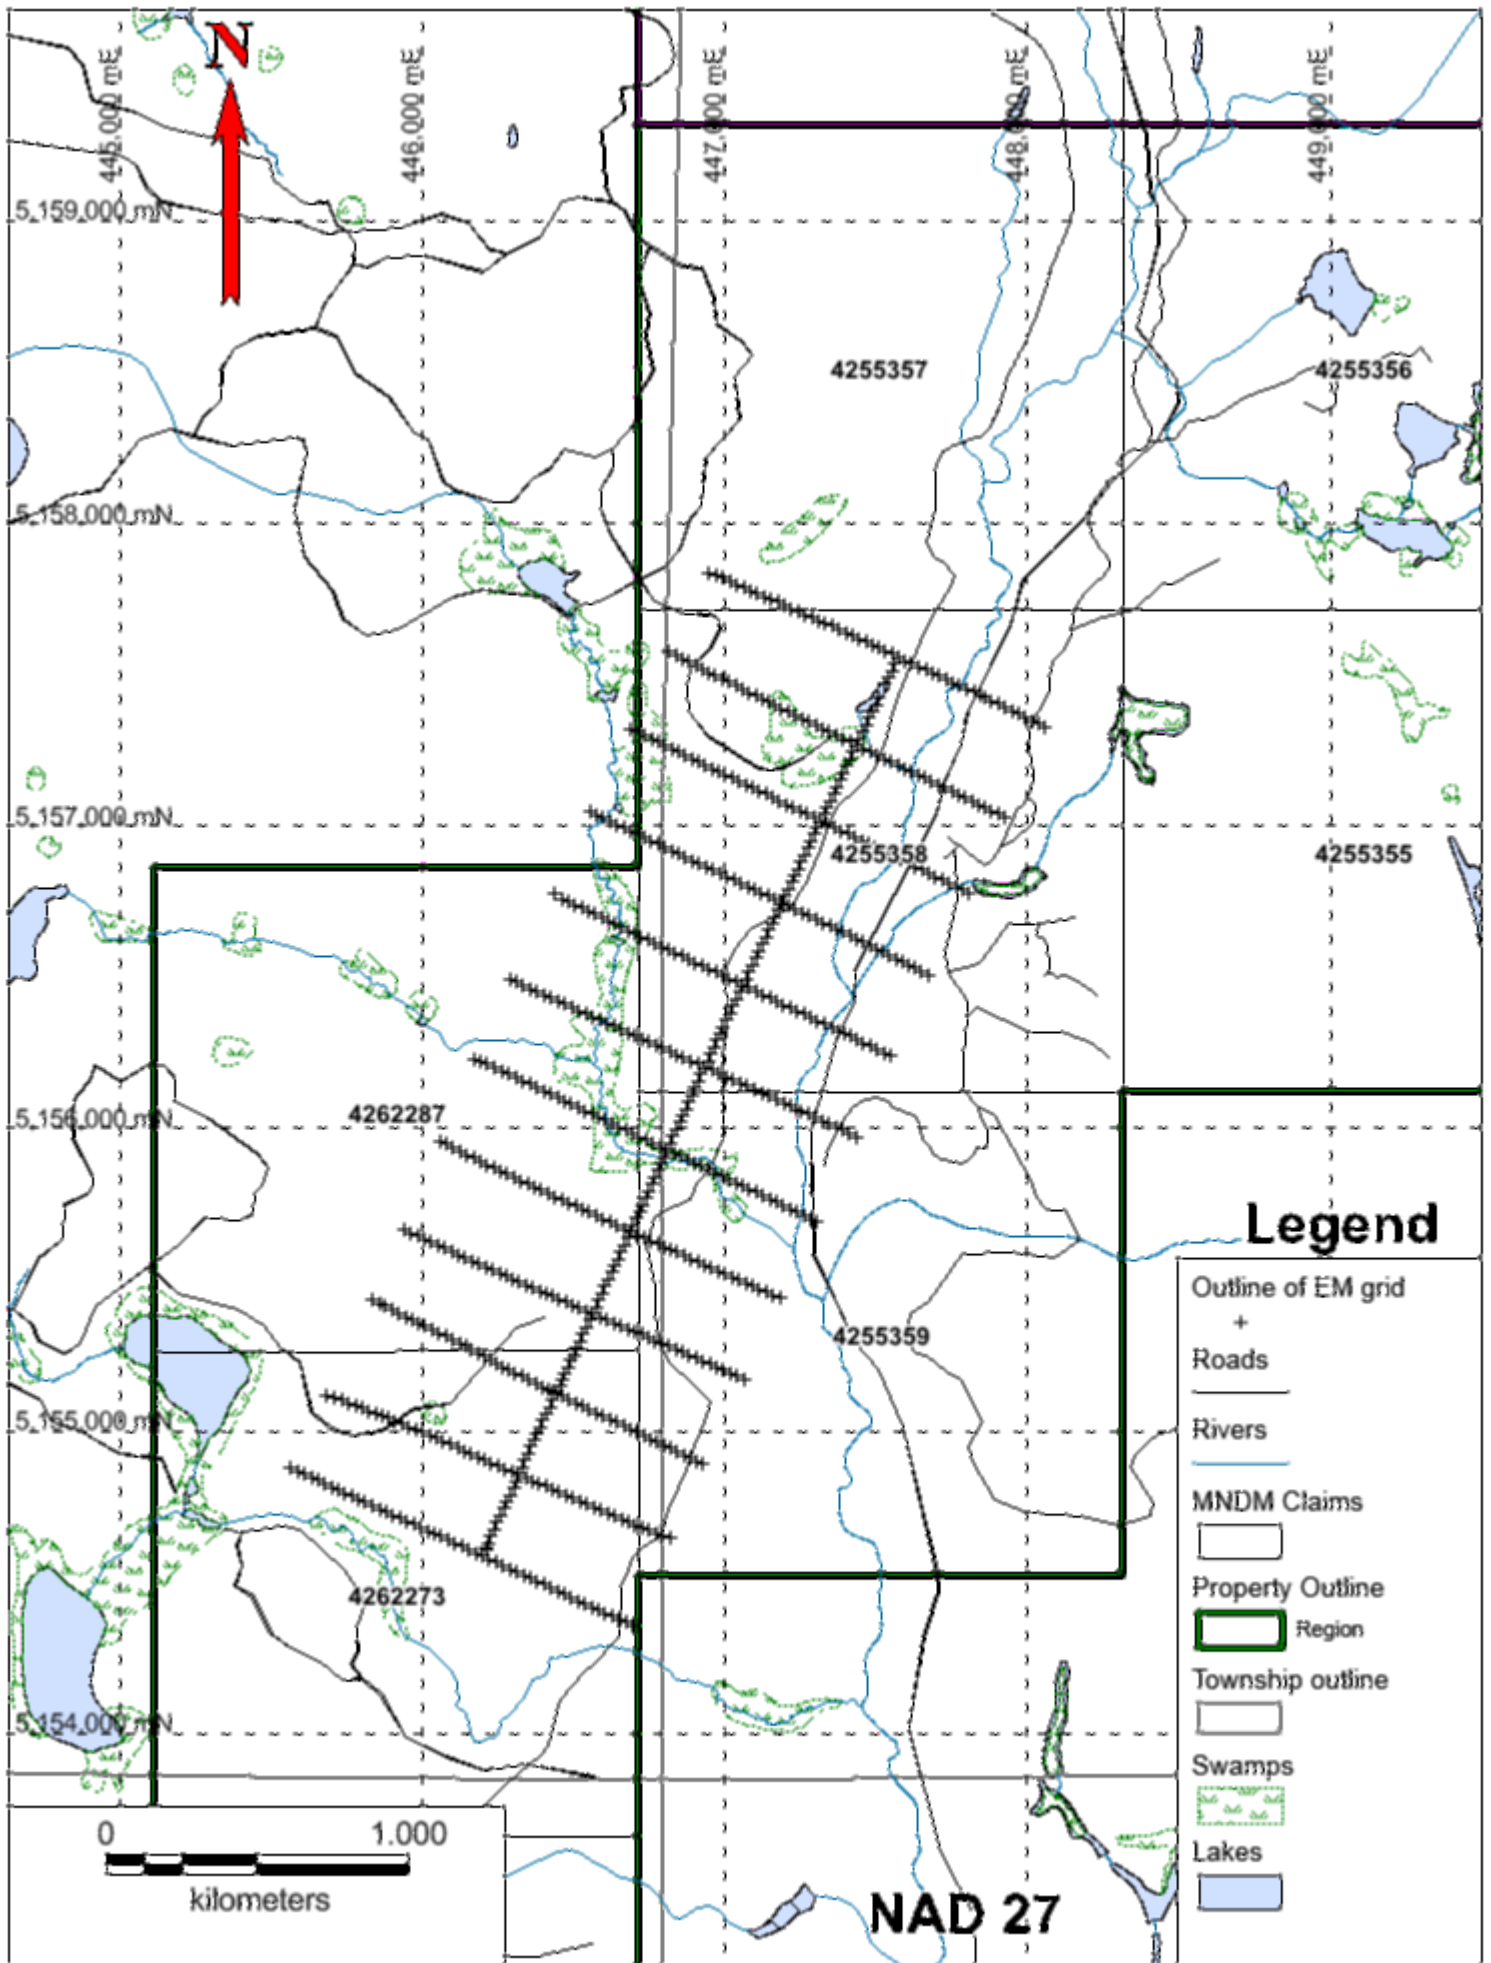 N
445.000 mE
446.000 mE
447.000 mE
448.000 mE
449.000 mE
5,159.000 mN
4255357
4255356
5,158.000 mN
5,157.000 mN
4255358
4255355
5,156.000 mN
4262287
Legend
Outline of EM grid
+
4255359
Roads
5,155.000 mN
Rivers
MNDM Claims
4262273
Property Outline
Region
Township outline
5,154.000 mN
Swamps
0 1.000
Lakes
kilometers
NAD 27